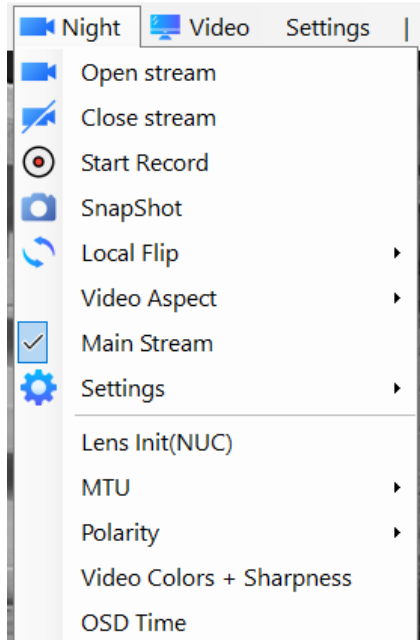 Night Video Settings |
Open stream
Close stream
Start Record
SnapShot
Local Flip
Video Aspect
Main Stream
Settings
Lens Init(NUC)
MTU
Polarity
Video Colors + Sharpness
OSD Time